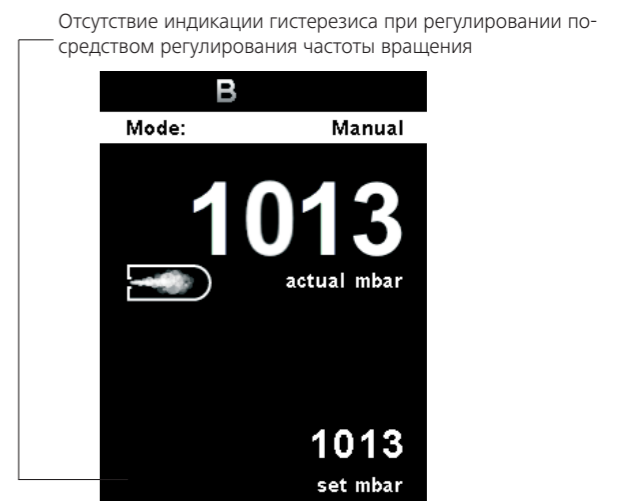 Отсутствие индикации гистерезиса при регулировании по-
средством регулирования частоты вращения
B
Mode: Manual
1013
actual mbar
1013
set mbar